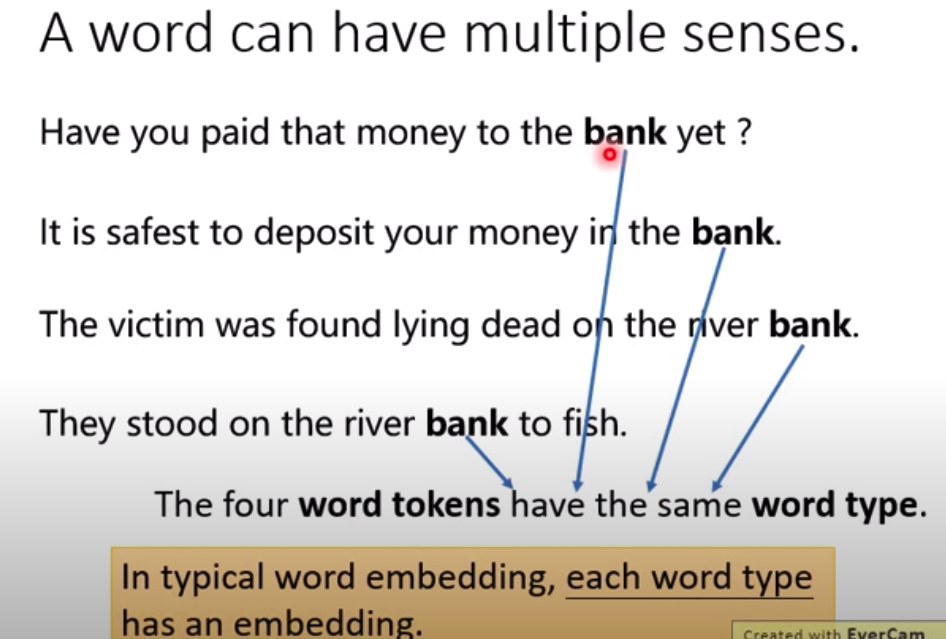 A word can have multiple senses.
Have you paid that money to the bank yet ?
It is safest to deposit your money in the bank.
The victim was found lying dead on the river bank.
They stood on the river bank to fish.
The four word tokens have the same word type.
In typical word embedding, each word type
has an embedding.
Created with EverCam